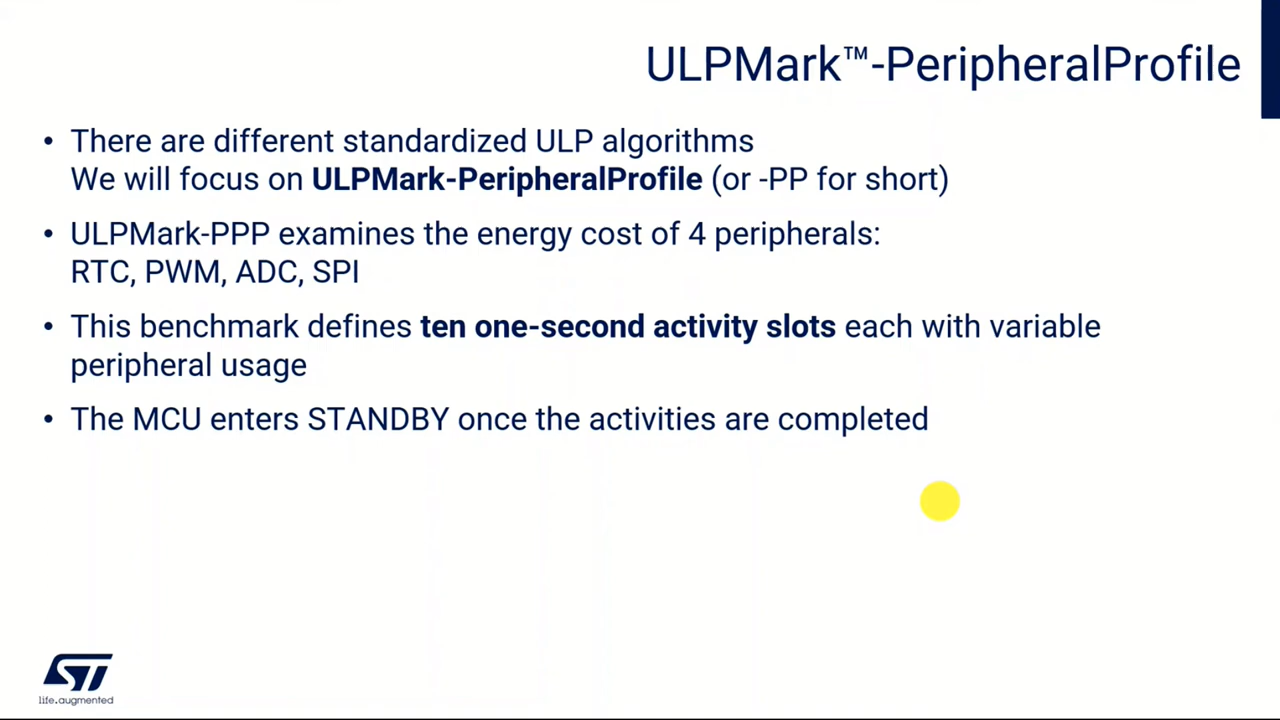 ULPMark™-PeripheralProfile
• There are different standardized ULP algorithms
We will focus on ULPMark-PeripheralProfile (or -PP for short)
• ULPMark-PPP examines the energy cost of 4 peripherals:
RTC, PWM, ADC, SPI
• This benchmark defines ten one-second activity slots each with variable
peripheral usage
• The MCU enters STANDBY once the activities are completed
ST
life.augmented